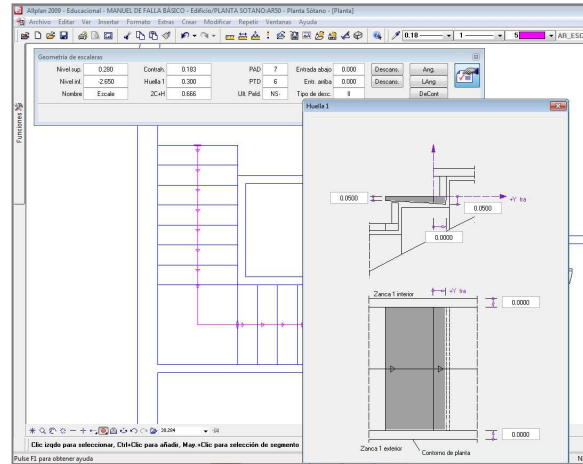 Allplan 2009 - Educacional - MANUEL DE FALLA BÁSICO - Edificio/PLANTA SOTANO:AR50 - Planta Sótano - [Planta]
Archivo Editar Ver Insertar Formato Extras Crear Modificar Repetir Ventanas Ayuda
0.18 1 5 AR_ESC
Funciones
Geometría de escaleras
Nivel sup. 0.280 Contrah. 0.183 PAD 7 Entrada abajo 0.000 Descans. Ang.
Nivel inf. -2.650 Huella 1 0.300 PTD 6 Entr. arriba 0.000 Descans. LAng
Nombre Escale 2C+H 0.666 Ult. Peld. NS- Tipo de desc. II DeCont
Huella 1
+Y tra
0.0500
0.0500
0.0000
Zanca 1 interior
+Y tra
0.0000
0.0000
Zanca 1 exterior
Contorno de planta
Clic izqdo para seleccionar, Ctrl+Clic para añadir, May.+Clic para selección de segmento
Pulse F1 para obtener ayuda